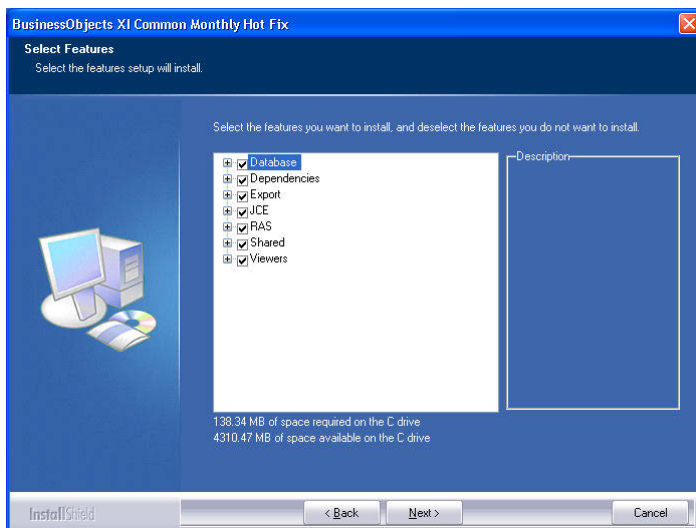 BusinessObjects XI Common Monthly Hot Fix
Select Features
Select the features setup will install.
Select the features you want to install, and deselect the features you do not want to install.
Database
Dependencies
Export
JCE
RAS
Shared
Viewers
Description
138.34 MB of space required on the C drive
4310.47 MB of space available on the C drive
InstallShield
< Back
Next >
Cancel